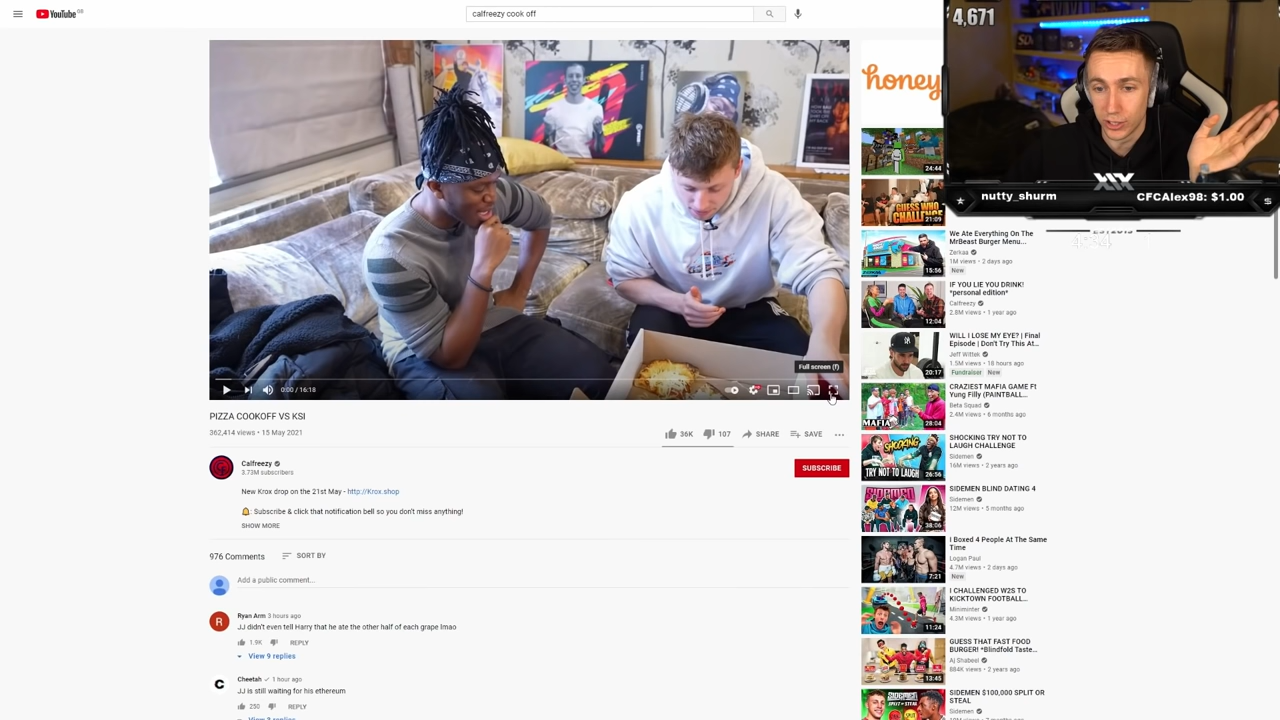 YouTube GB
calfreezy cook off
4,671
nutty_shurm
CFCAlex98: $1.00
Full screen (f)
0:00 / 16:18
PIZZA COOKOFF VS KSI
362,414 views • 15 May 2021
36K
107
SHARE
SAVE
Calfreezy
3.73M subscribers
SUBSCRIBE
New Krox drop on the 21st May - http://Krox.shop
🔔: Subscribe & click that notification bell so you don't miss anything!
SHOW MORE
976 Comments
SORT BY
Add a public comment...
Ryan Arm 3 hours ago
JJ didn't even tell Harry that he ate the other half of each grape lmao
1.9K
REPLY
View 9 replies
Cheetah 1 hour ago
JJ is still waiting for his ethereum
250
REPLY
honey
24:44
GUESS WHO
CHALLENGE
21:09
We Ate Everything On The
MrBeast Burger Menu...
Zerkaa
1M views • 2 days ago
New
15:56
IF YOU LIE YOU DRINK!
*personal edition*
Calfreezy
2.8M views • 1 year ago
12:04
WILL I LOSE MY EYE? | Final
Episode | Don't Try This At...
Jeff Wittek
1.5M views • 18 hours ago
Fundraiser New
20:17
CRAZIEST MAFIA GAME Ft
Yung Filly (PAINTBALL...
Beta Squad
2.4M views • 6 months ago
MAFIA
28:04
SHOCKING TRY NOT TO
LAUGH CHALLENGE
Sidemen
16M views • 2 years ago
SHOCKING
TRY NOT TO LAUGH
26:56
SIDEMEN BLIND DATING 4
Sidemen
12M views • 5 months ago
SIDEMEN
38:06
I Boxed 4 People At The Same
Time
Logan Paul
4.7M views • 2 days ago
New
7:21
I CHALLENGED W2S TO
KICKTOWN FOOTBALL...
Miniminter
4.3M views • 1 year ago
11:24
GUESS THAT FAST FOOD
BURGER! *Blindfold Taste...
Aj Shabeel
884K views • 2 years ago
13:45
SIDEMEN $100,000 SPLIT OR
STEAL
Sidemen
SIDEMEN
SPLIT OR STEAL